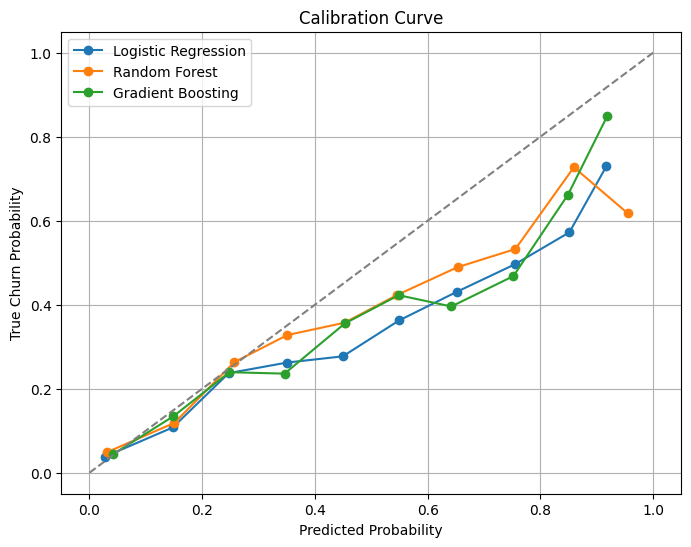 Calibration Curve
Logistic Regression
Random Forest
Gradient Boosting
True Churn Probability
1.0
0.8
0.6
0.4
0.2
0.0
0.0 0.2 0.4 0.6 0.8 1.0
Predicted Probability